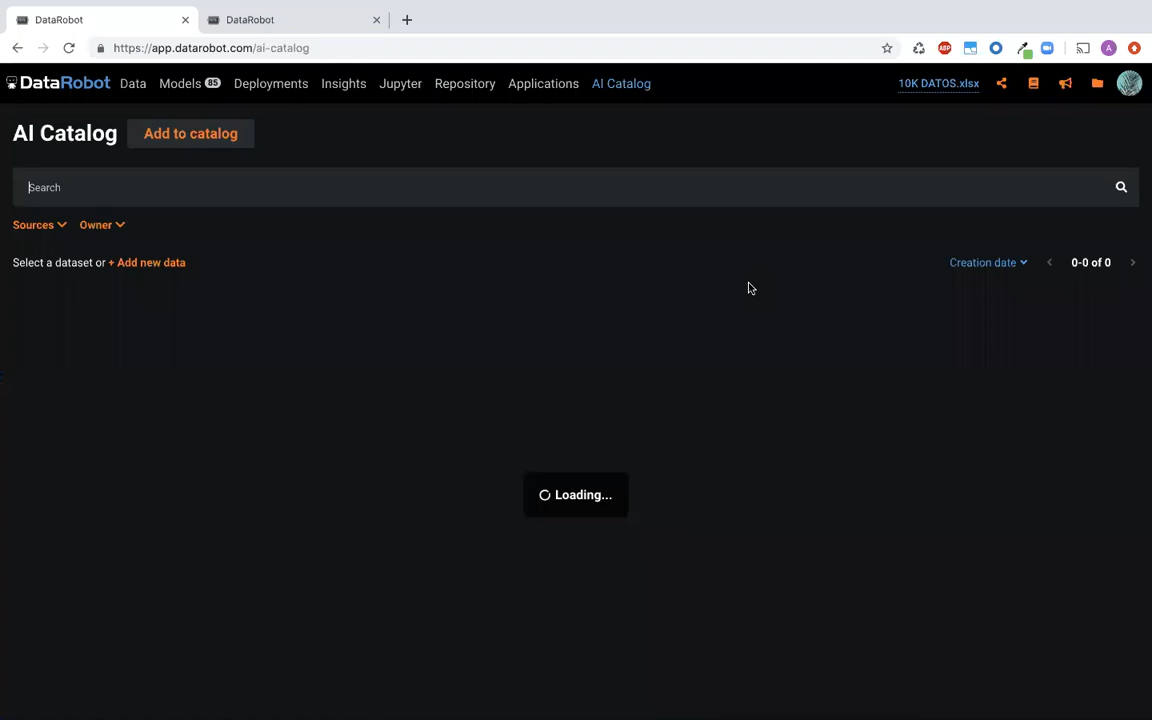 DataRobot
DataRobot
https://app.datarobot.com/ai-catalog
ABP
A
DataRobot Data Models 85 Deployments Insights Jupyter Repository Applications AI Catalog 10K DATOS.xlsx
AI Catalog Add to catalog
Search
Sources Owner
Select a dataset or + Add new data Creation date 0-0 of 0
Loading...